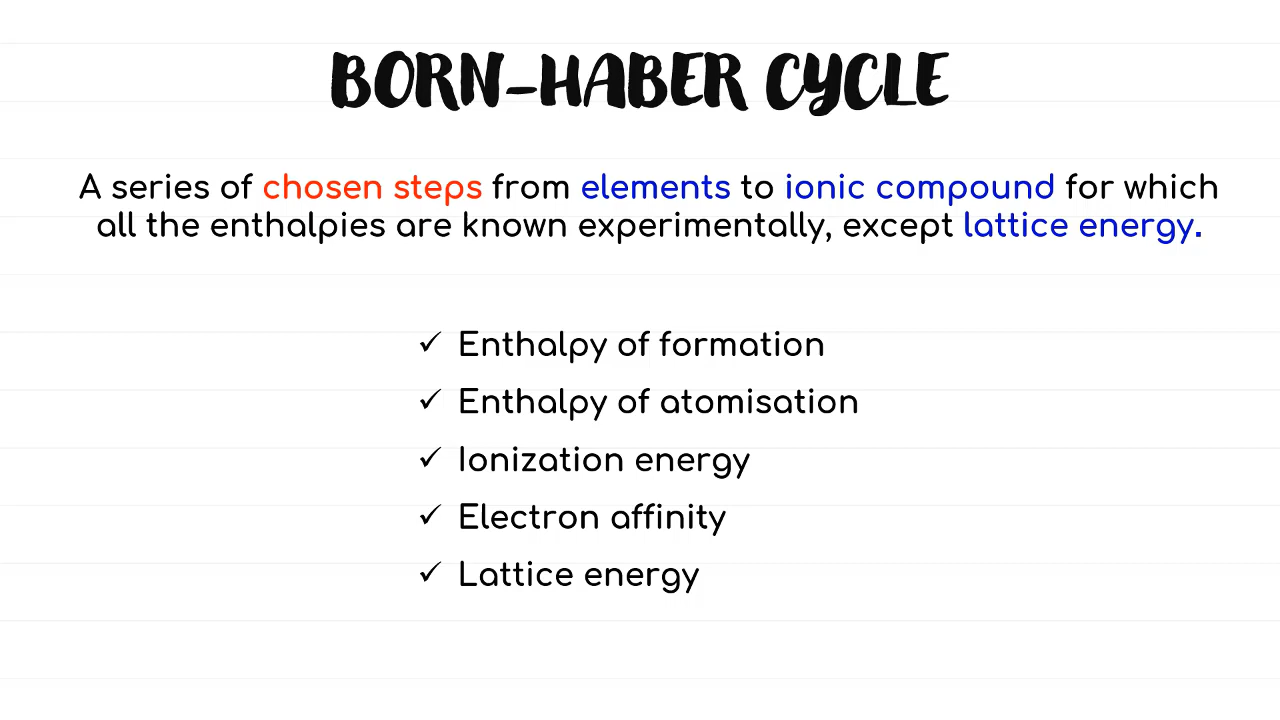 BORN-HABER CYCLE
A series of chosen steps from elements to ionic compound for which
all the enthalpies are known experimentally, except lattice energy.
✓ Enthalpy of formation
✓ Enthalpy of atomisation
✓ Ionization energy
✓ Electron affinity
✓ Lattice energy